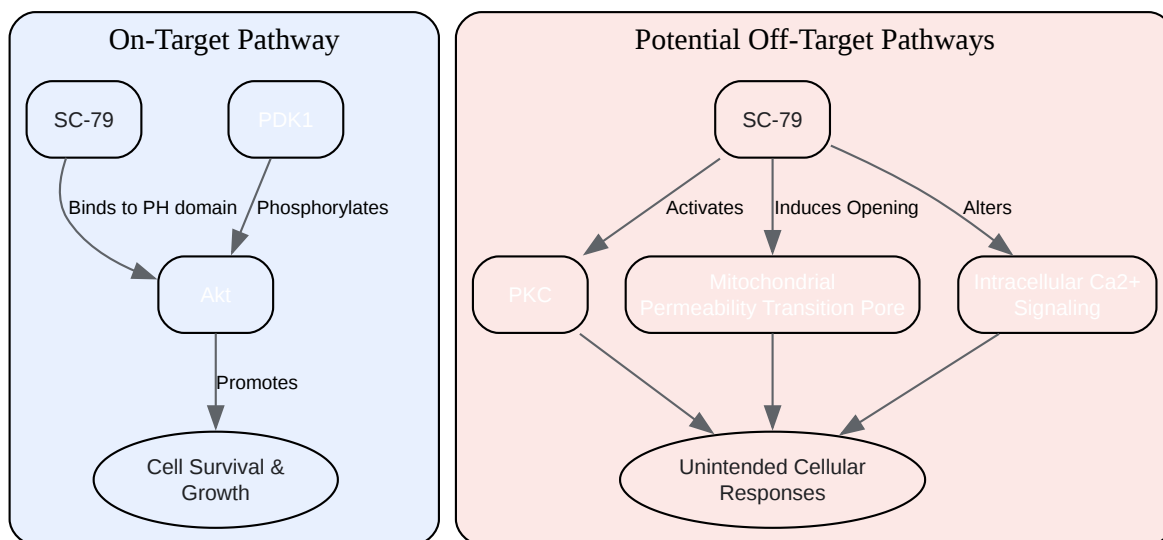 On-Target Pathway
SC-79
PDK1
Binds to PH domain
Phosphorylates
Akt
Promotes
Cell Survival &
Growth
Potential Off-Target Pathways
SC-79
Activates
Induces Opening
Alters
PKC
Mitochondrial
Permeability Transition Pore
Intracellular Ca2+
Signaling
Unintended Cellular
Responses